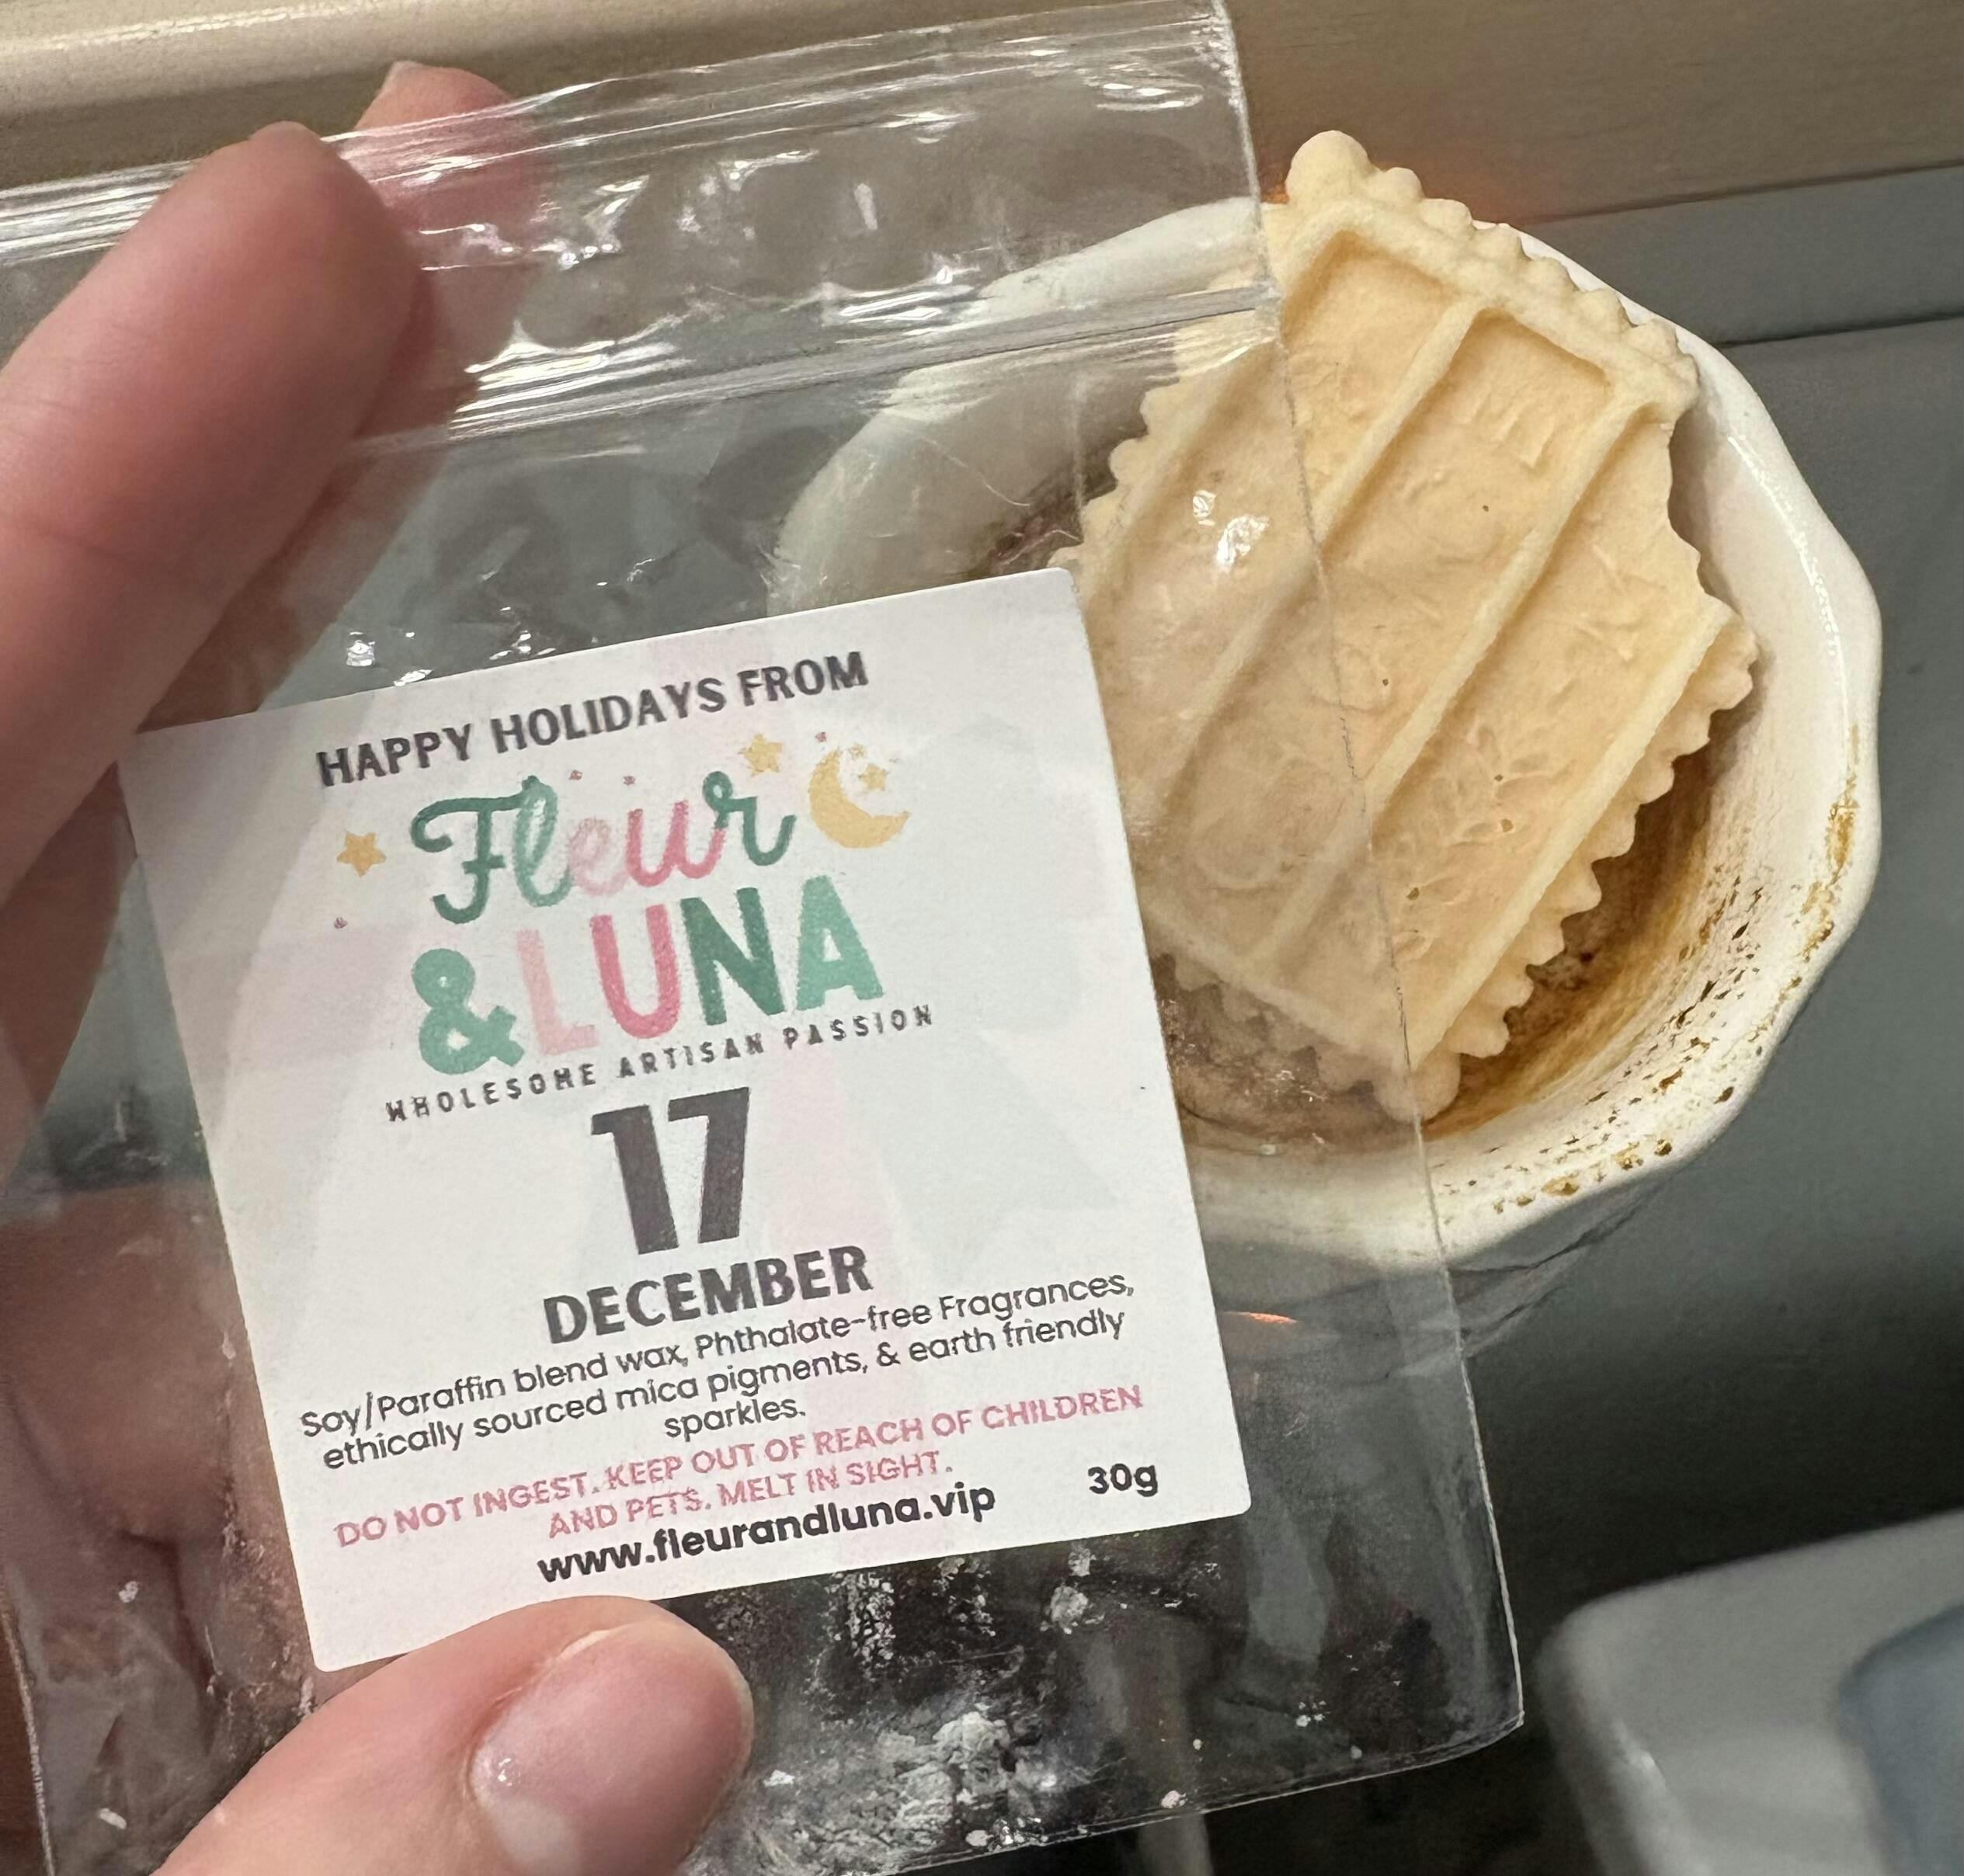 HAPPY HOLIDAYS FROM
Fleur
&LUNA
WHOLESOME ARTISAN PASSION
17
DECEMBER
Soy/Paraffin blend wax, Phthalate-free Fragrances,
ethically sourced mica pigments, & earth friendly
sparkles.
DO NOT INGEST. KEEP OUT OF REACH OF CHILDREN
AND PETS. MELT IN SIGHT.
www.fleurandluna.vip 30g